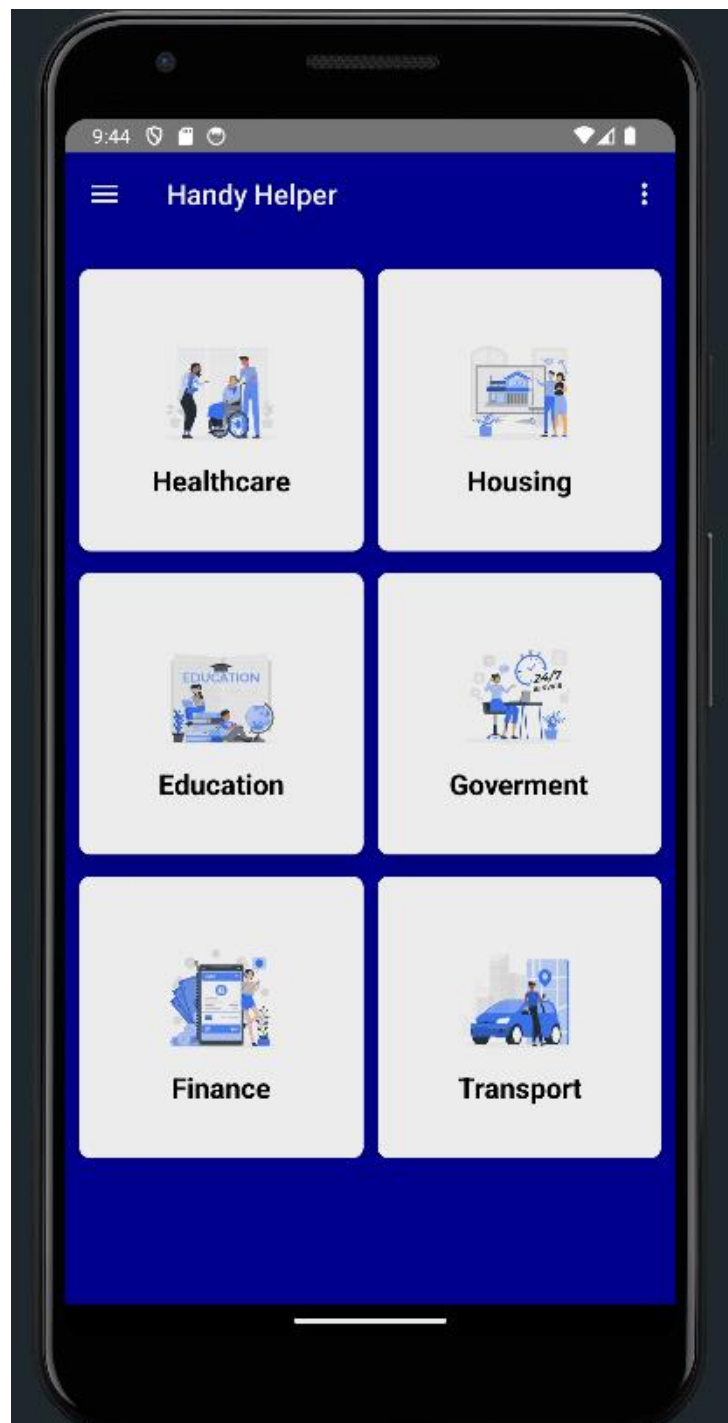 9:44
Handy Helper
Healthcare
Housing
EDUCATION
24/7
Education
Goverment
Finance
Transport